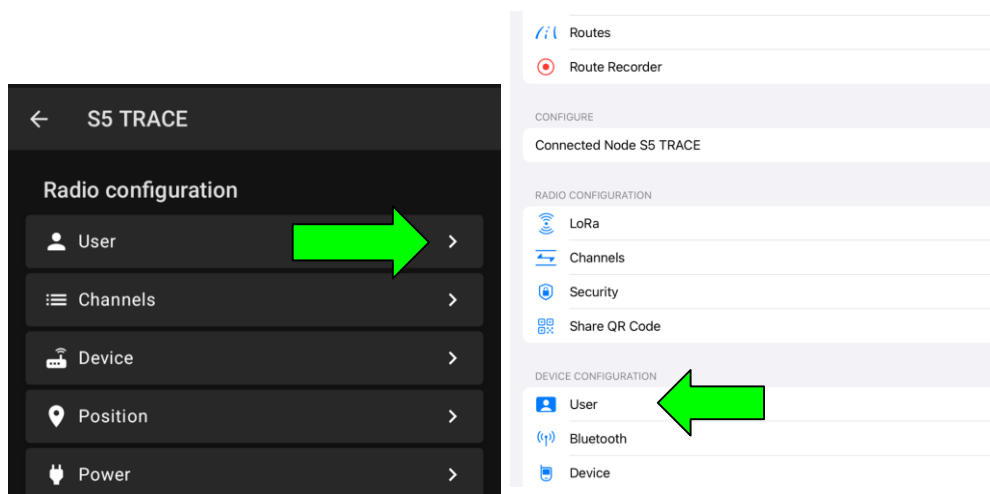 S5 TRACE
Radio configuration
User
Channels
Device
Position
Power
Routes
Route Recorder
CONFIGURE
Connected Node S5 TRACE
RADIO CONFIGURATION
LoRa
Channels
Security
Share QR Code
DEVICE CONFIGURATION
User
Bluetooth
Device